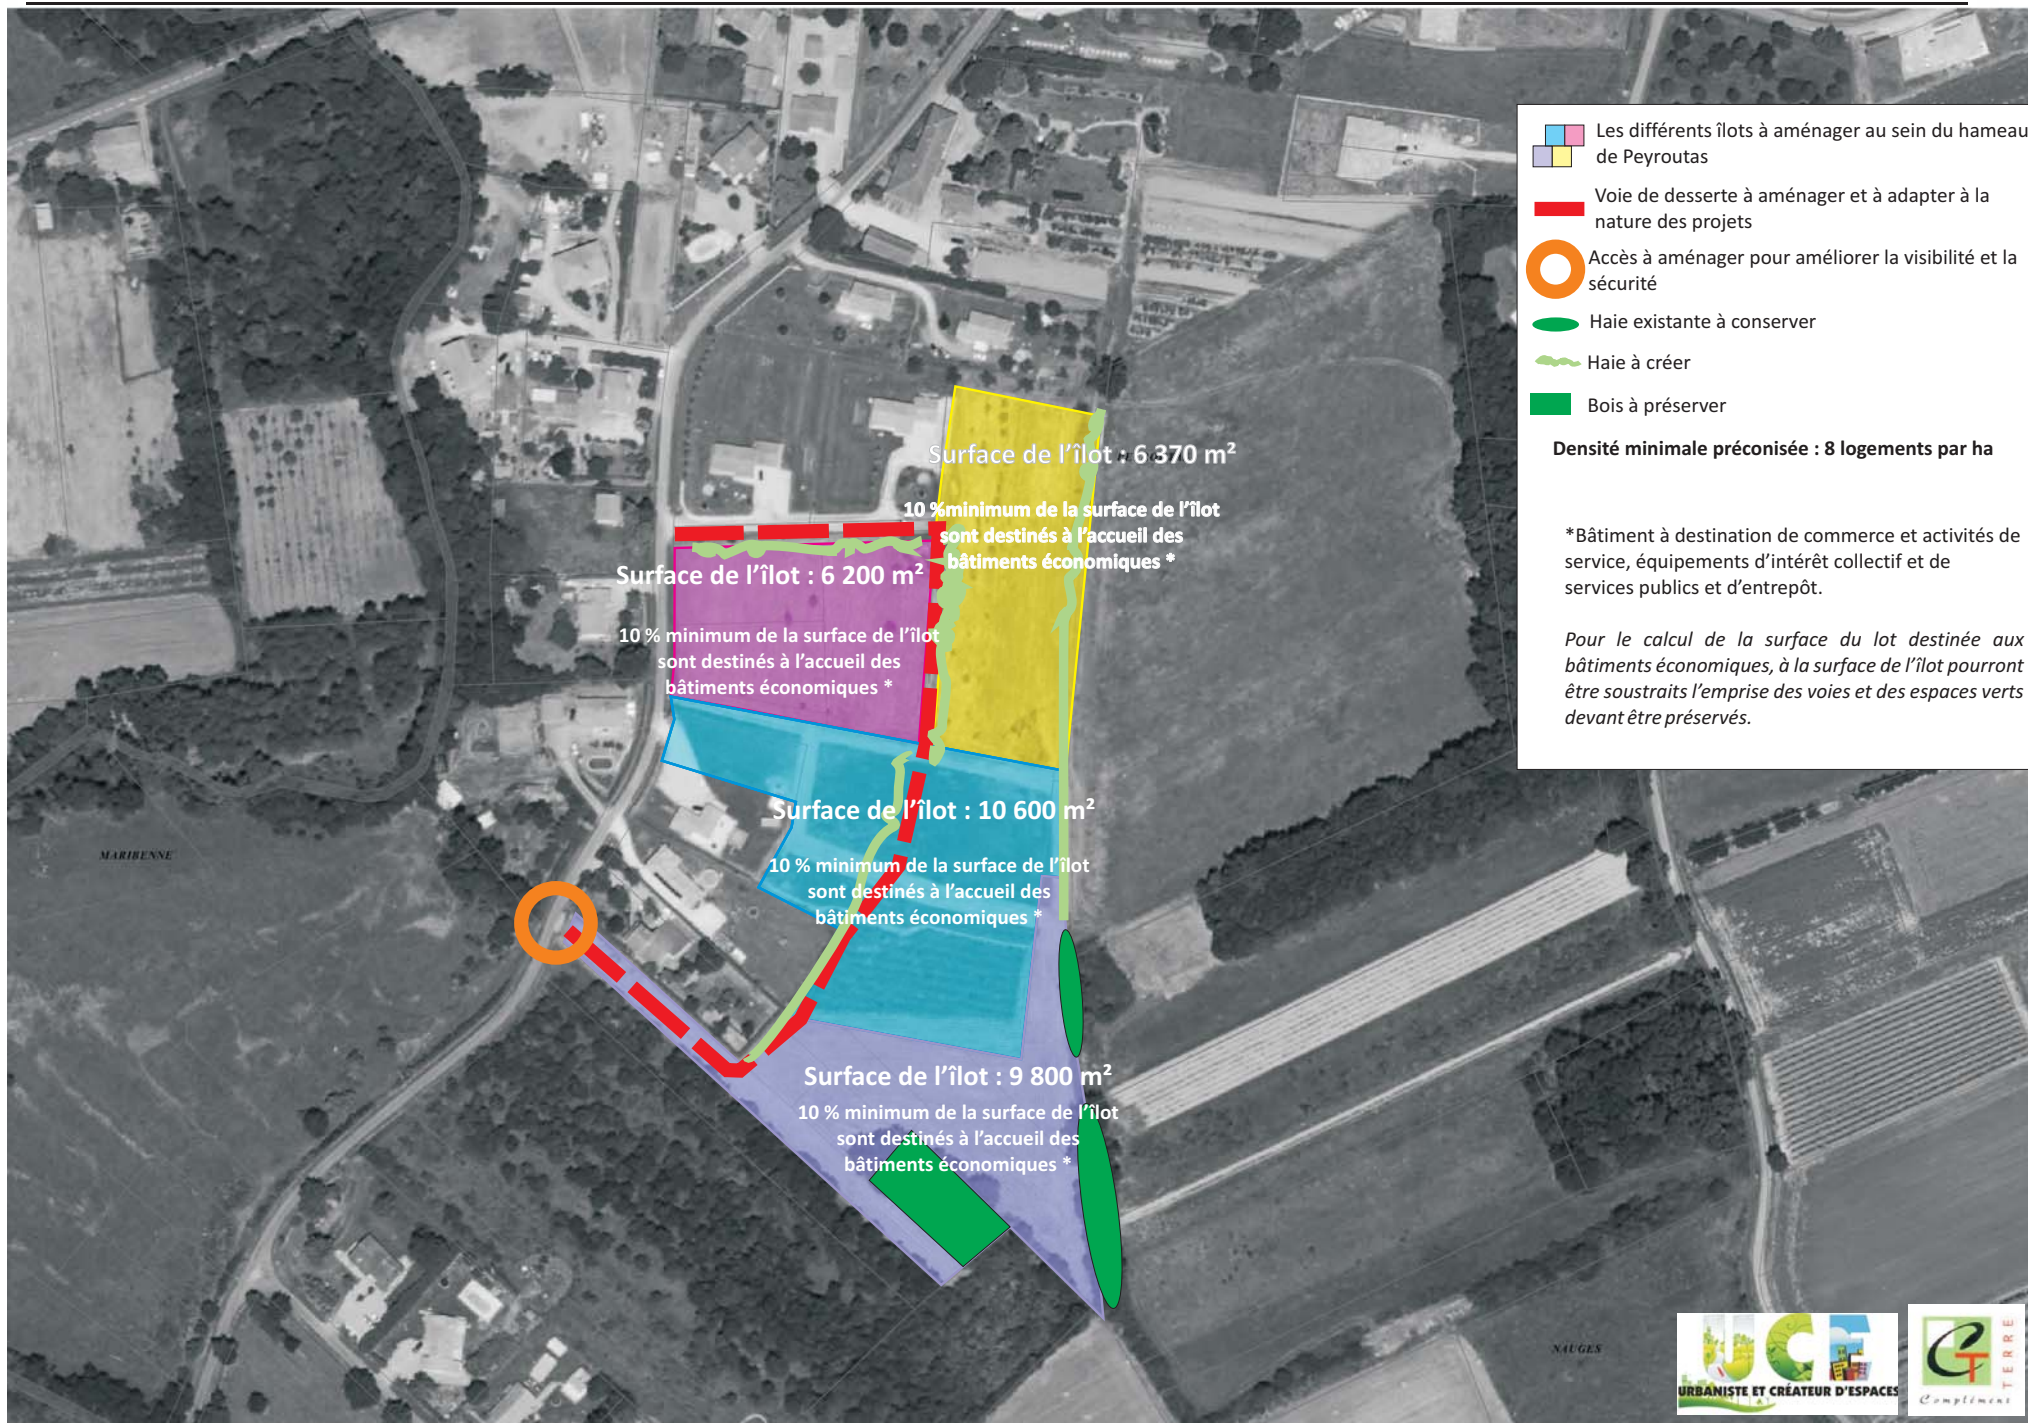 Les différents îlots à aménager au sein du hameau
de Peyroutas
Voie de desserte à aménager et à adapter à la
nature des projets
Accès à aménager pour améliorer la visibilité et la
sécurité
Haie existante à conserver
Haie à créer
Bois à préserver
Densité minimale préconisée : 8 logements par ha
*Bâtiment à destination de commerce et activités de
service, équipements d'intérêt collectif et de
services publics et d'entrepôt.
Pour le calcul de la surface du lot destinée aux
bâtiments économiques, à la surface de l'îlot pourront
être soustraits l'emprise des voies et des espaces verts
devant être préservés.
Surface de l'îlot : 6 370 m²
10 %minimum de la surface de l'îlot
sont destinés à l'accueil des
bâtiments économiques *
Surface de l'îlot : 6 200 m²
10 % minimum de la surface de l'îlot
sont destinés à l'accueil des
bâtiments économiques *
Surface de l'îlot : 10 600 m²
10 % minimum de la surface de l'îlot
sont destinés à l'accueil des
bâtiments économiques *
MARIBENNE
Surface de l'îlot : 9 800 m²
10 % minimum de la surface de l'îlot
sont destinés à l'accueil des
bâtiments économiques *
NAUGES
UCE
URBANISTE ET CRÉATEUR D'ESPACES
CT
TERRE
Complément